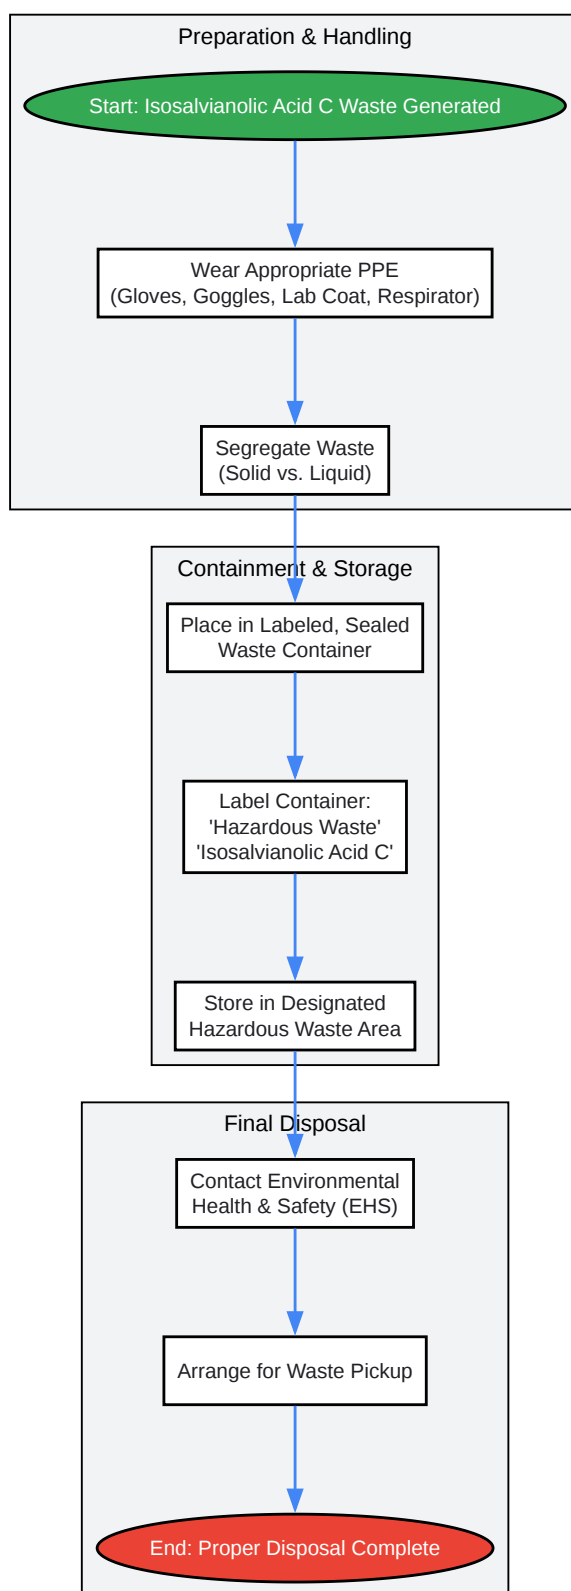 Preparation & Handling
Start: Isosalvianolic Acid C Waste Generated
Wear Appropriate PPE
(Gloves, Goggles, Lab Coat, Respirator)
Segregate Waste
(Solid vs. Liquid)
Containment & Storage
Place in Labeled, Sealed
Waste Container
Label Container:
'Hazardous Waste'
'Isosalvianolic Acid C'
Store in Designated
Hazardous Waste Area
Final Disposal
Contact Environmental
Health & Safety (EHS)
Arrange for Waste Pickup
End: Proper Disposal Complete